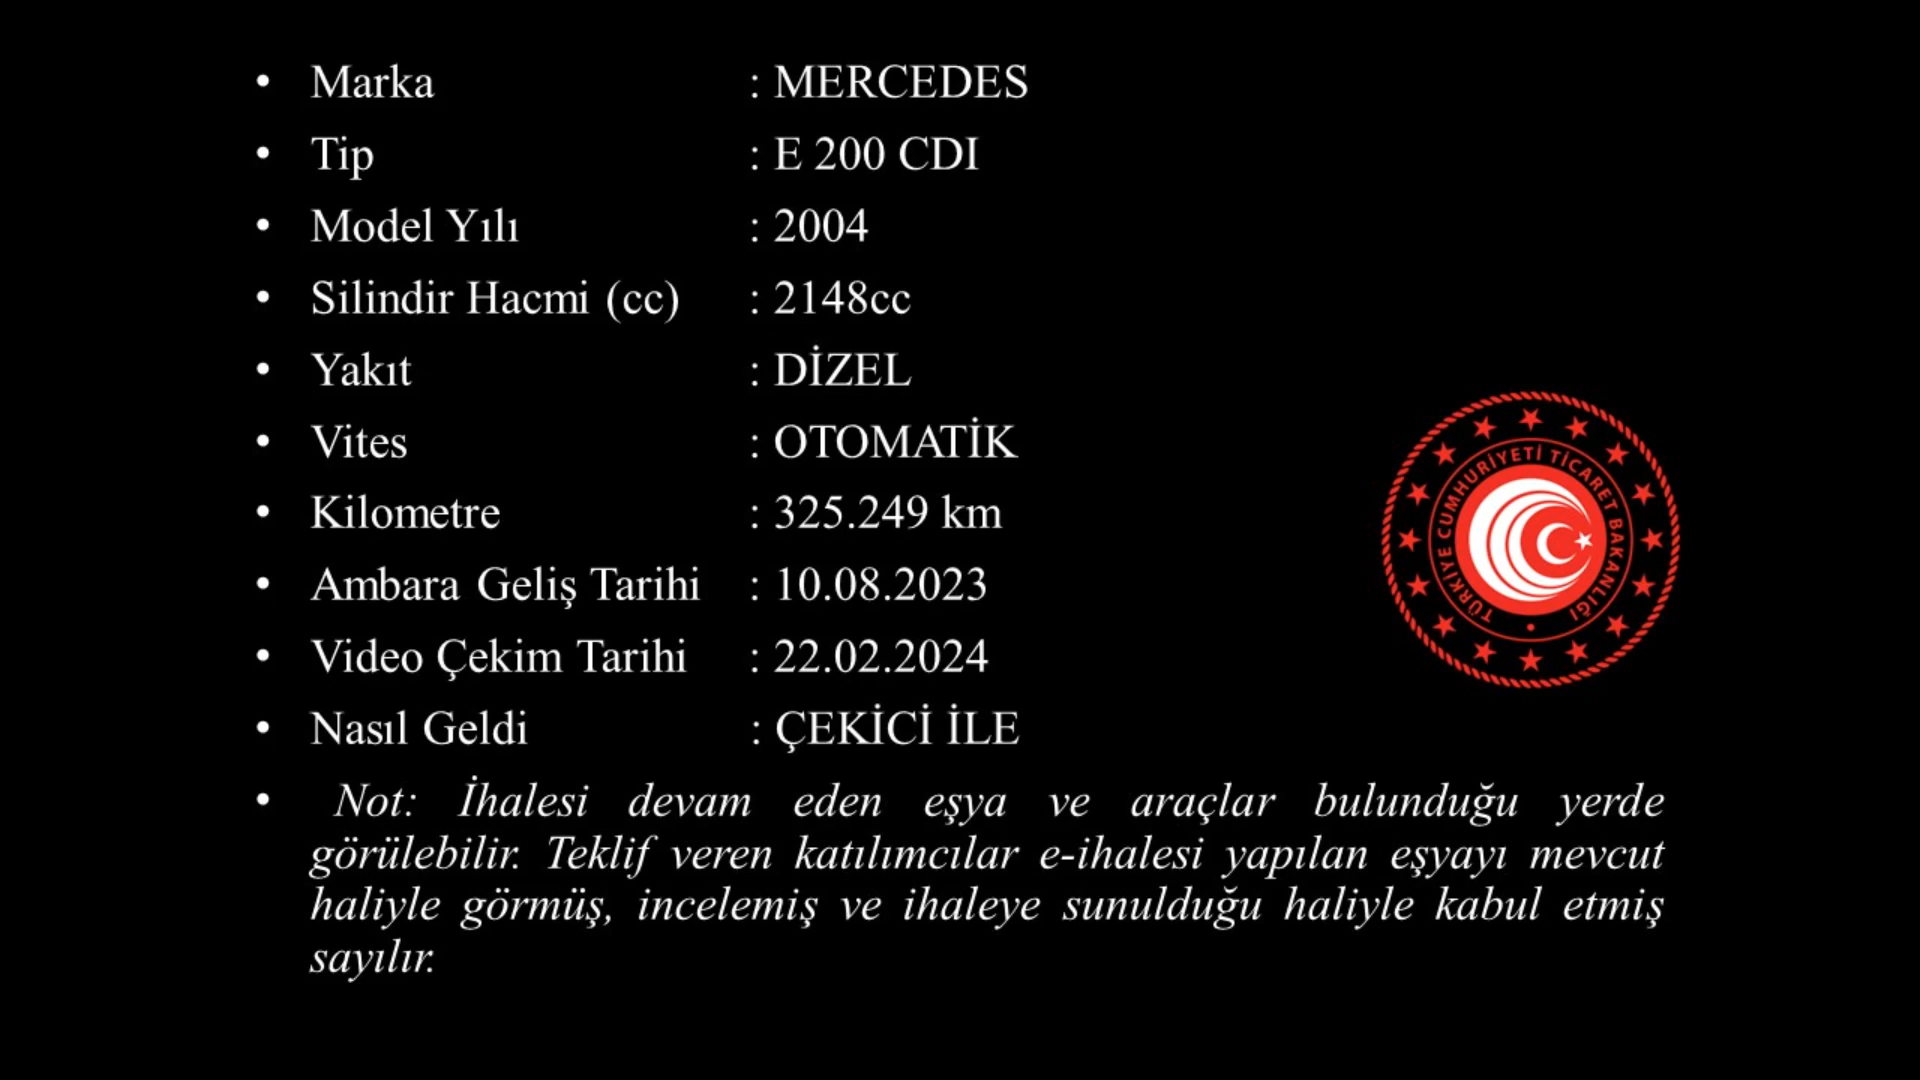 • Marka : MERCEDES
• Tip : E 200 CDI
• Model Yılı : 2004
• Silindir Hacmi (cc) : 2148cc
• Yakıt : DİZEL
• Vites : OTOMATİK
• Kilometre : 325.249 km
• Ambara Geliş Tarihi : 10.08.2023
• Video Çekim Tarihi : 22.02.2024
• Nasıl Geldi : ÇEKİCİ İLE
• Not: İhalesi devam eden eşya ve araçlar bulunduğu yerde
görülebilir. Teklif veren katılımcılar e-ihalesi yapılan eşyayı mevcut
haliyle görmüş, incelemiş ve ihaleye sunulduğu haliyle kabul etmiş
sayılır.
TÜRKİYE CUMHURİYETİ TİCARET BAKANLIĞI